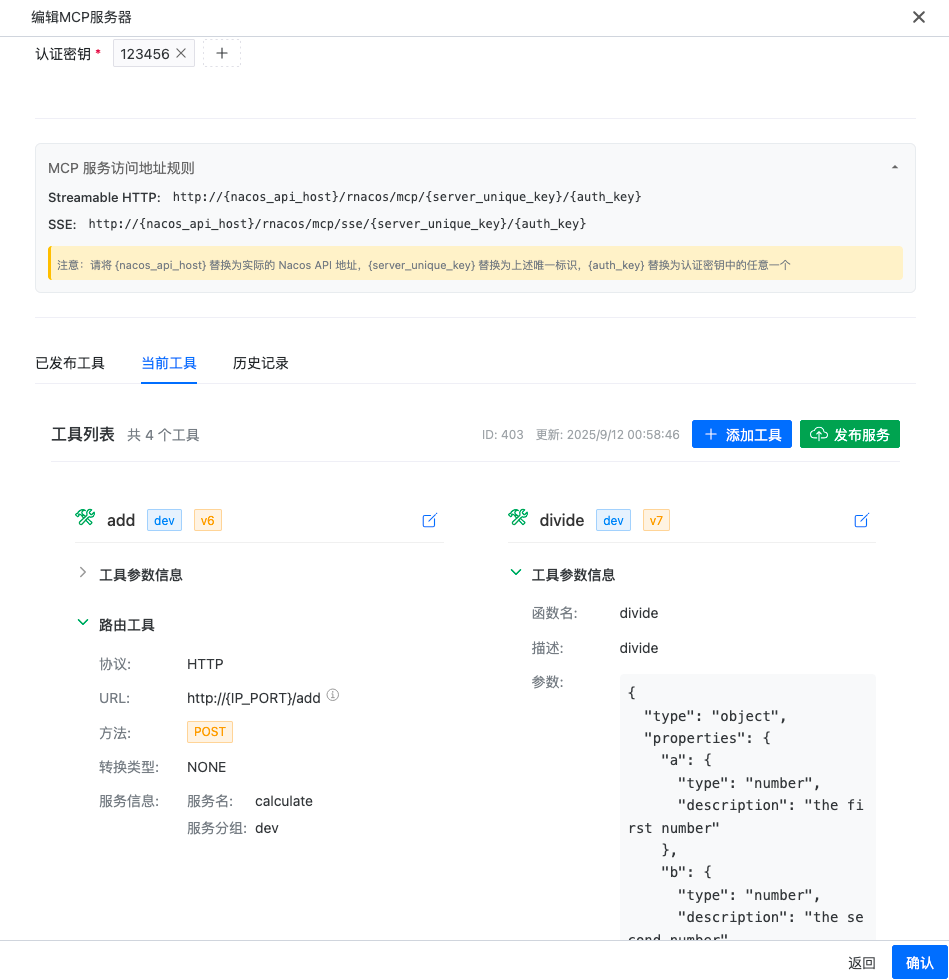 编辑MCP服务器
认证密钥 * 123456
MCP 服务访问地址规则
Streamable HTTP: http://{nacos_api_host}/rnacos/mcp/{server_unique_key}/{auth_key}
SSE: http://{nacos_api_host}/rnacos/mcp/sse/{server_unique_key}/{auth_key}
注意：请将 {nacos_api_host} 替换为实际的 Nacos API 地址，{server_unique_key} 替换为上述唯一标识，{auth_key} 替换为认证密钥中的任意一个
已发布工具 当前工具 历史记录
工具列表 共 4 个工具 ID: 403 更新: 2025/9/12 00:58:46 添加工具 发布服务
add dev v6
工具参数信息
路由工具
协议: HTTP
URL: http://{IP_PORT}/add
方法: POST
转换类型: NONE
服务信息: 服务名: calculate
服务分组: dev
divide dev v7
工具参数信息
函数名: divide
描述: divide
参数:
{
"type": "object",
"properties": {
"a": {
"type": "number",
"description": "the fi
rst number"
},
"b": {
"type": "number",
"description": "the se
cond number"
返回 确认